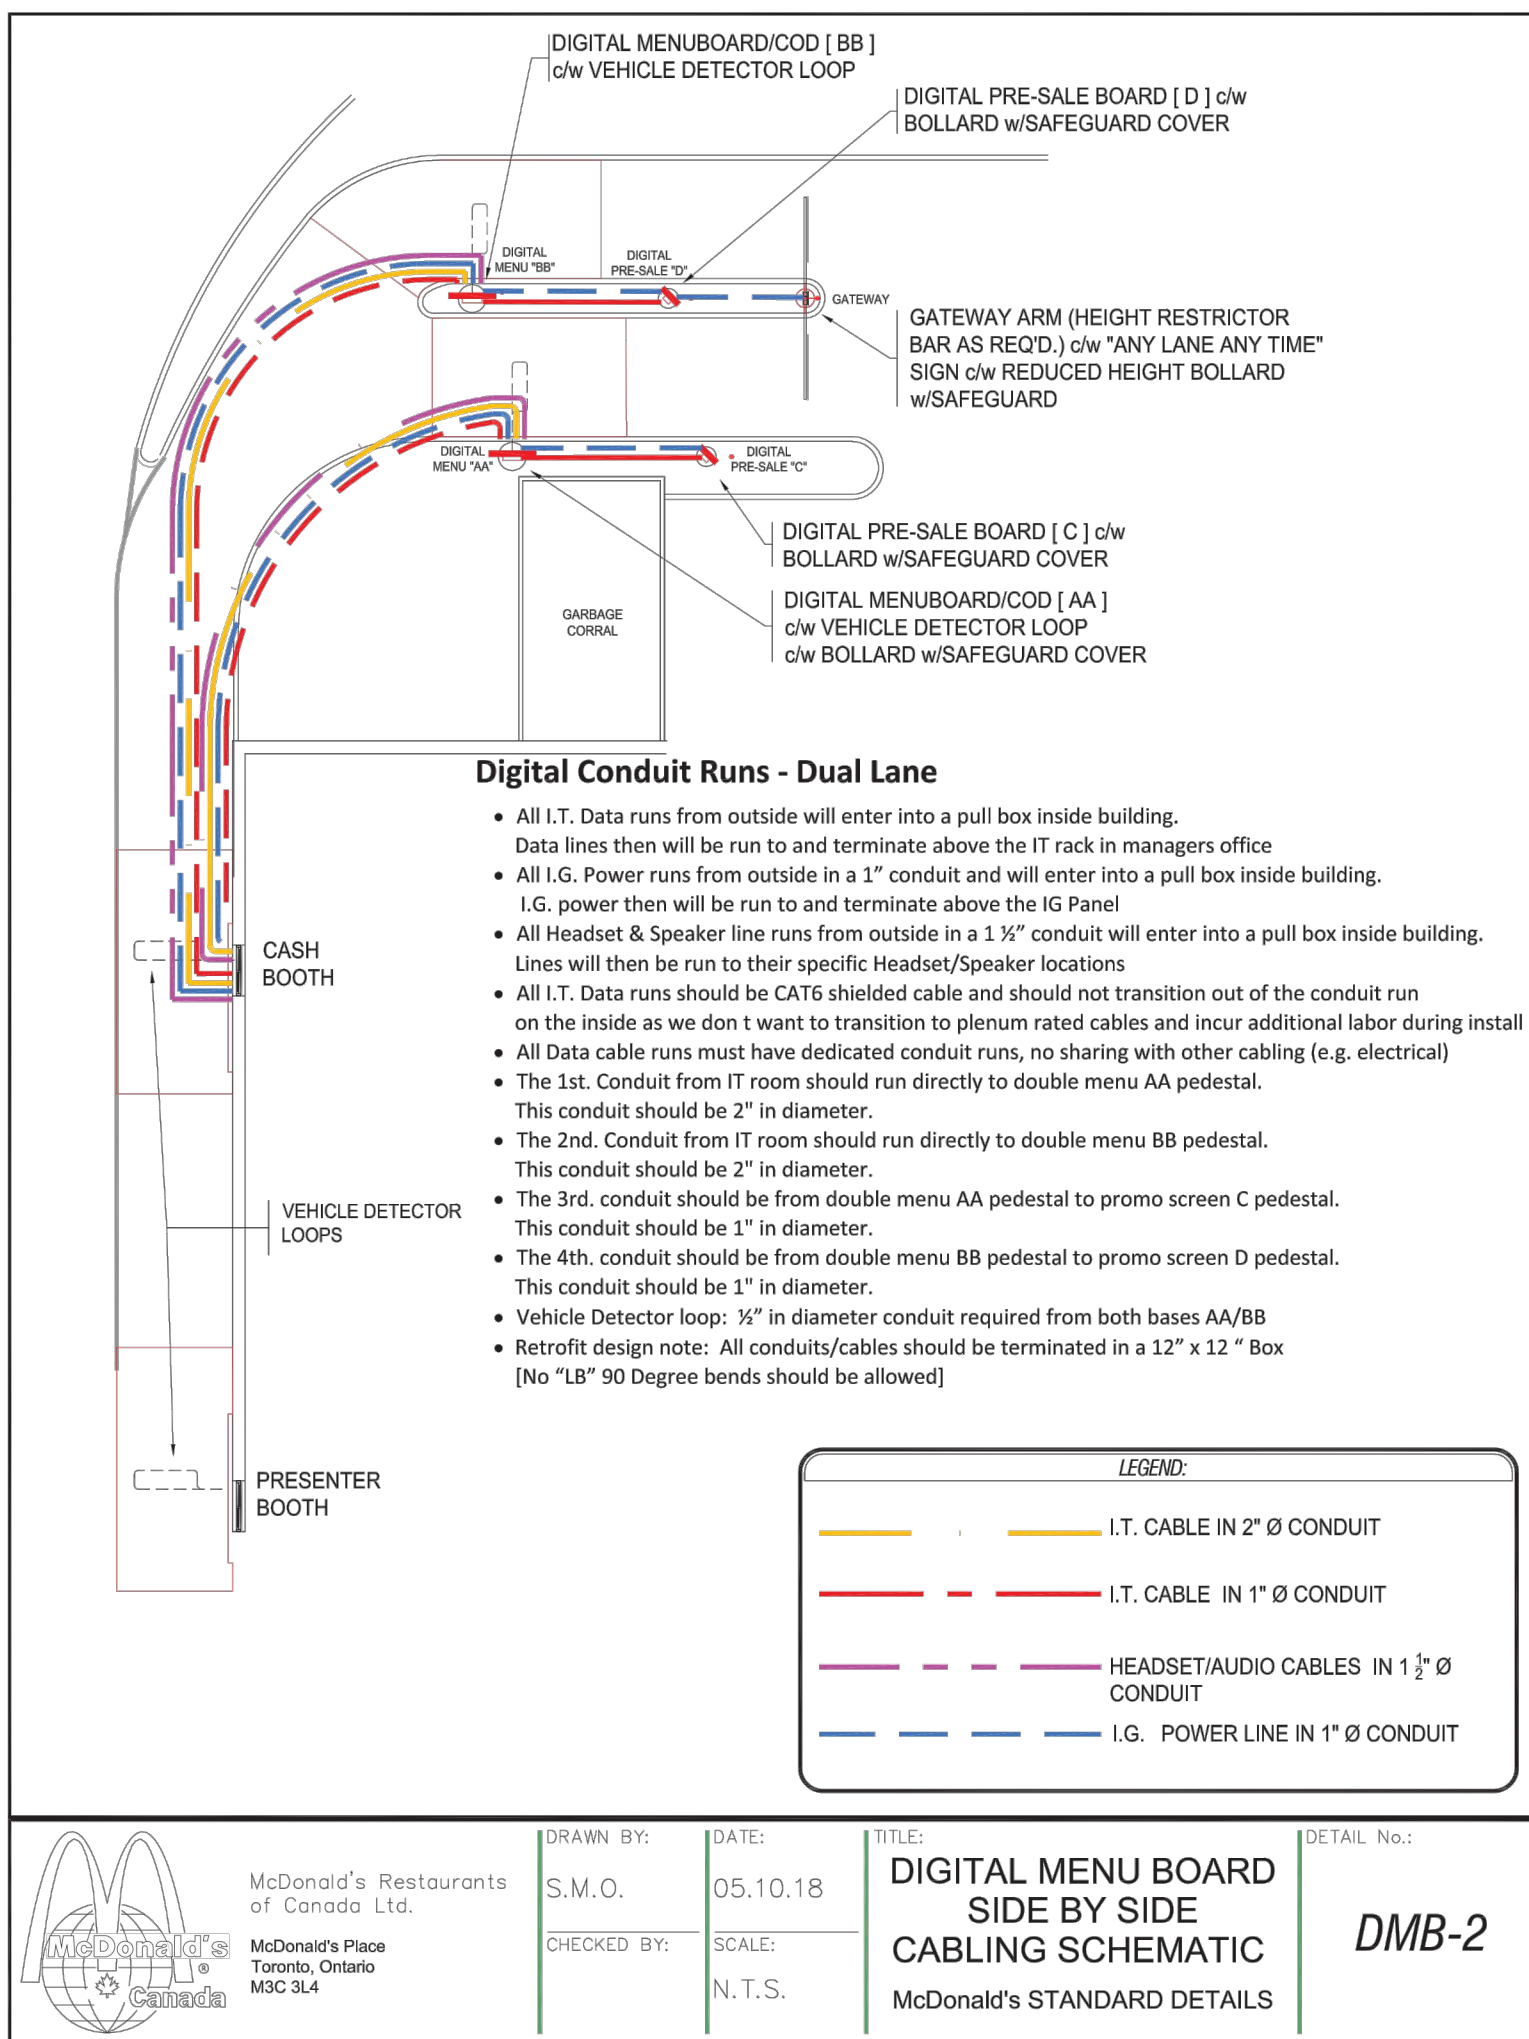 DIGITAL MENUBOARD/COD [ BB ]
c/w VEHICLE DETECTOR LOOP
DIGITAL PRE-SALE BOARD [ D ] c/w
BOLLARD w/SAFEGUARD COVER
DIGITAL
MENU "BB"
DIGITAL
PRE-SALE "D"
GATEWAY
GATEWAY ARM (HEIGHT RESTRICTOR
BAR AS REQ'D.) c/w "ANY LANE ANY TIME"
SIGN c/w REDUCED HEIGHT BOLLARD
w/SAFEGUARD
DIGITAL
MENU "AA"
DIGITAL
PRE-SALE "C"
DIGITAL PRE-SALE BOARD [ C ] c/w
BOLLARD w/SAFEGUARD COVER
DIGITAL MENUBOARD/COD [ AA ]
c/w VEHICLE DETECTOR LOOP
c/w BOLLARD w/SAFEGUARD COVER
GARBAGE
CORRAL
Digital Conduit Runs - Dual Lane
• All I.T. Data runs from outside will enter into a pull box inside building.
Data lines then will be run to and terminate above the IT rack in managers office
• All I.G. Power runs from outside in a 1” conduit and will enter into a pull box inside building.
I.G. power then will be run to and terminate above the IG Panel
• All Headset & Speaker line runs from outside in a 1 ½” conduit will enter into a pull box inside building.
Lines will then be run to their specific Headset/Speaker locations
• All I.T. Data runs should be CAT6 shielded cable and should not transition out of the conduit run
on the inside as we don t want to transition to plenum rated cables and incur additional labor during install
• All Data cable runs must have dedicated conduit runs, no sharing with other cabling (e.g. electrical)
• The 1st. Conduit from IT room should run directly to double menu AA pedestal.
This conduit should be 2" in diameter.
• The 2nd. Conduit from IT room should run directly to double menu BB pedestal.
This conduit should be 2" in diameter.
• The 3rd. conduit should be from double menu AA pedestal to promo screen C pedestal.
This conduit should be 1" in diameter.
• The 4th. conduit should be from double menu BB pedestal to promo screen D pedestal.
This conduit should be 1" in diameter.
• Vehicle Detector loop: ½” in diameter conduit required from both bases AA/BB
• Retrofit design note: All conduits/cables should be terminated in a 12” x 12 “ Box
[No “LB” 90 Degree bends should be allowed]
CASH
BOOTH
VEHICLE DETECTOR
LOOPS
PRESENTER
BOOTH
LEGEND:
I.T. CABLE IN 2" Ø CONDUIT
I.T. CABLE IN 1" Ø CONDUIT
HEADSET/AUDIO CABLES IN 1 ½" Ø
CONDUIT
I.G. POWER LINE IN 1" Ø CONDUIT
McDonald's
®
Canada
McDonald's Restaurants
of Canada Ltd.
McDonald's Place
Toronto, Ontario
M3C 3L4
DRAWN BY:
S.M.O.
CHECKED BY:
DATE:
05.10.18
SCALE:
N.T.S.
TITLE:
DIGITAL MENU BOARD
SIDE BY SIDE
CABLING SCHEMATIC
McDonald's STANDARD DETAILS
DETAIL No.:
DMB-2